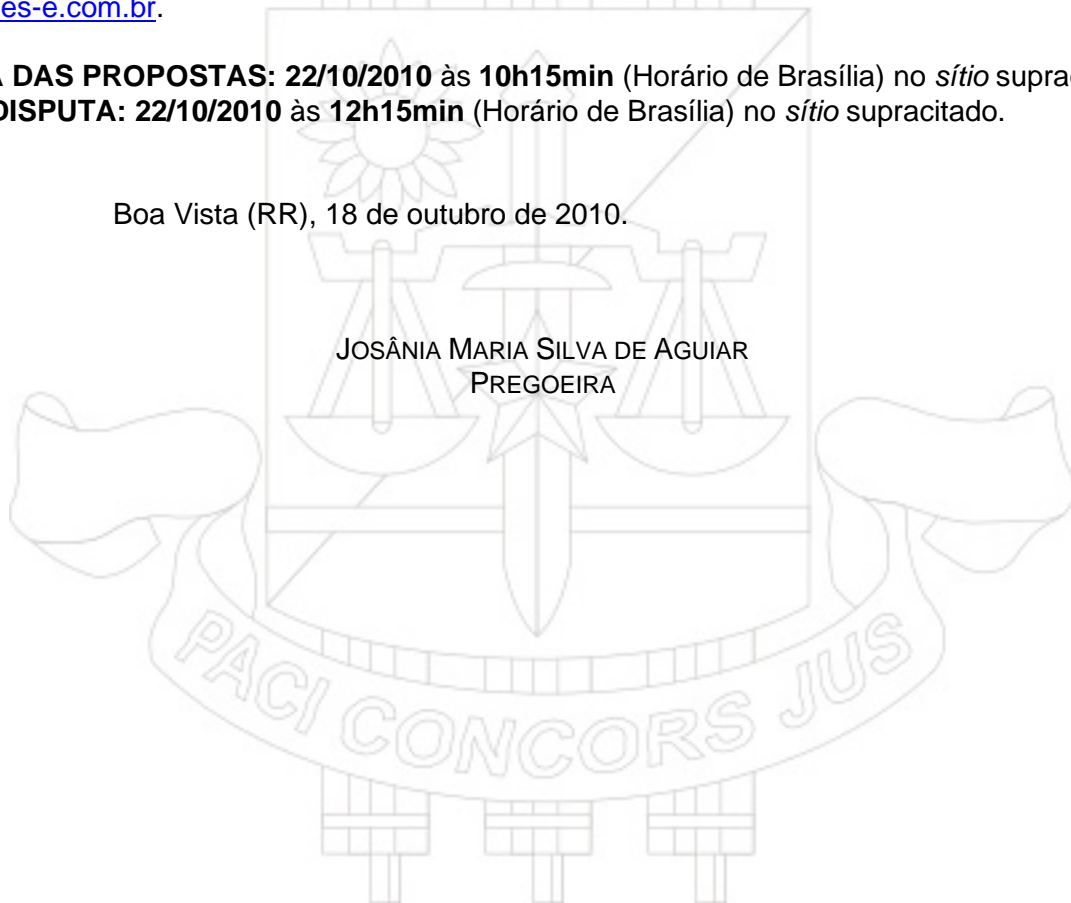 es-e.com.br.
A DAS PROPOSTAS: 22/10/2010 às 10h15min (Horário de Brasília) no sítio
DISPUTA: 22/10/2010 às 12h15min (Horário de Brasília) no sítio supracitado.
Boa Vista (RR), 18 de outubro de 2010.
JOSÂNIA MARIA SILVA DE AGUIAR
PREGOEIRA
PACI CONCORS JUS